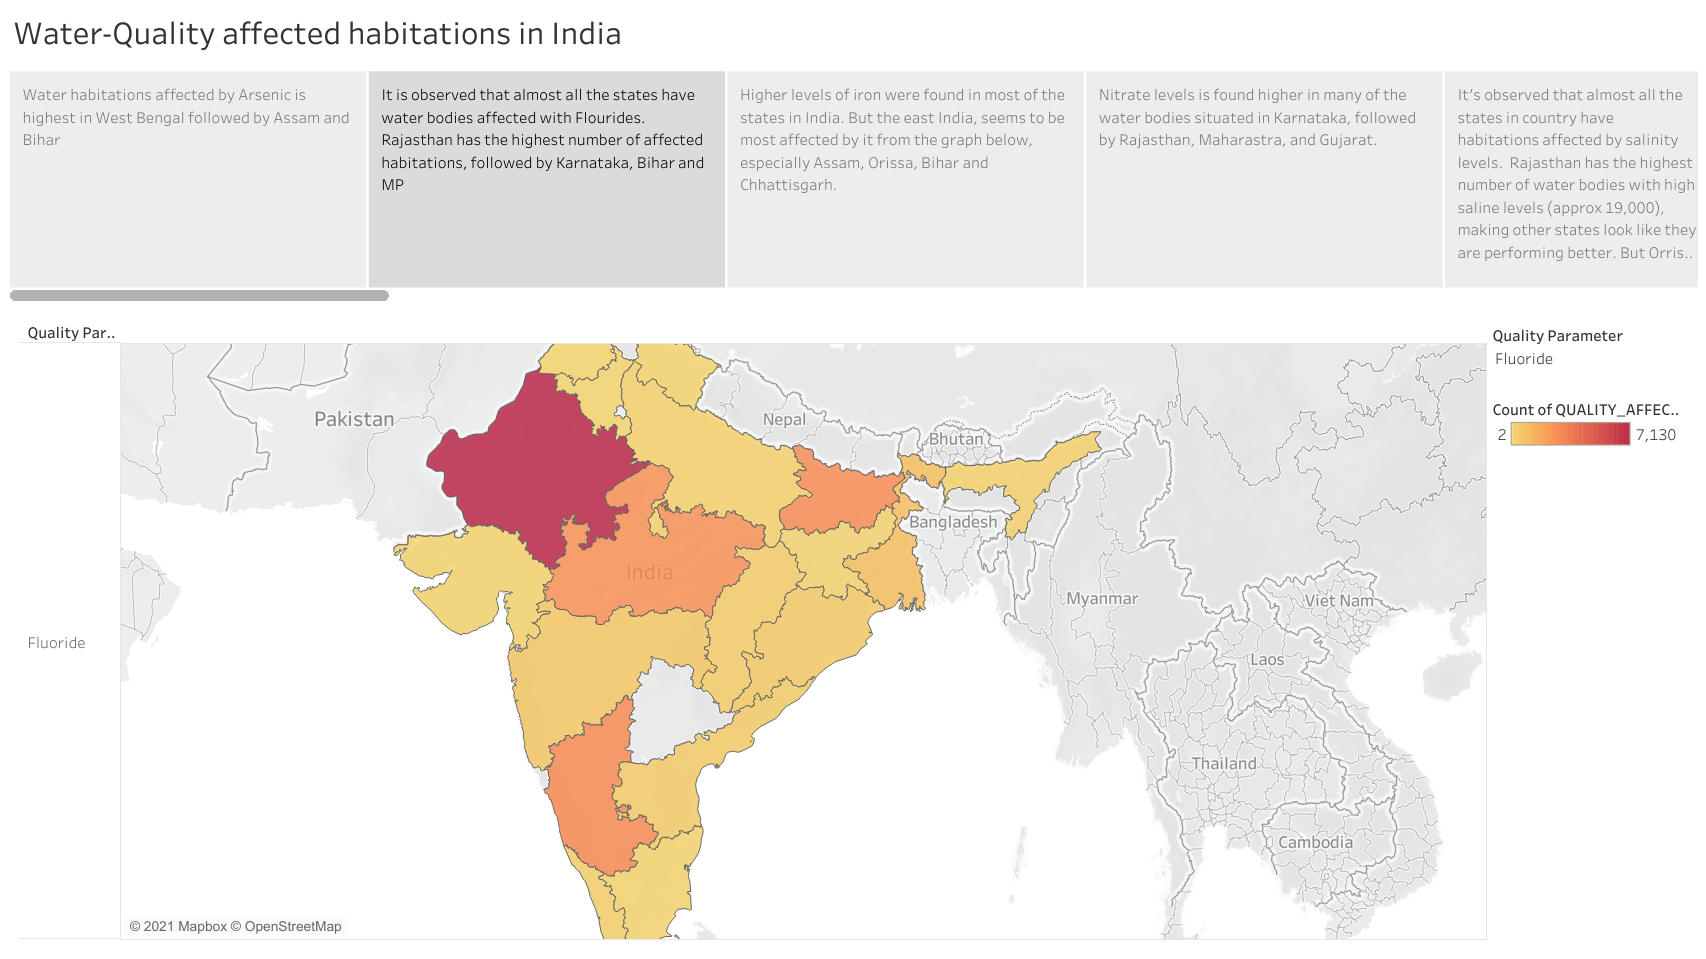 Water-Quality affected habitations in India
Water habitations affected by Arsenic is
highest in West Bengal followed by Assam and
Bihar
It is observed that almost all the states have
water bodies affected with Flourides.
Rajasthan has the highest number of affected
habitations, followed by Karnataka, Bihar and
MP
Higher levels of iron were found in most of the
states in India. But the east India, seems to be
most affected by it from the graph below,
especially Assam, Orissa, Bihar and
Chhattisgarh.
Nitrate levels is found higher in many of the
water bodies situated in Karnataka, followed
by Rajasthan, Maharastra, and Gujarat.
It's observed that almost all the
states in country have
habitations affected by salinity
levels.  Rajasthan has the highest
number of water bodies with high
saline levels (approx 19,000),
making other states look like they
are performing better. But Orris..
Quality Par..
Fluoride
Pakistan
Nepal
Bhutan
Bangladesh
India
Myanmar
Viet Nam
Laos
Thailand
Cambodia
© 2021 Mapbox © OpenStreetMap
Quality Parameter
Fluoride
Count of QUALITY_AFFEC..
2 7,130